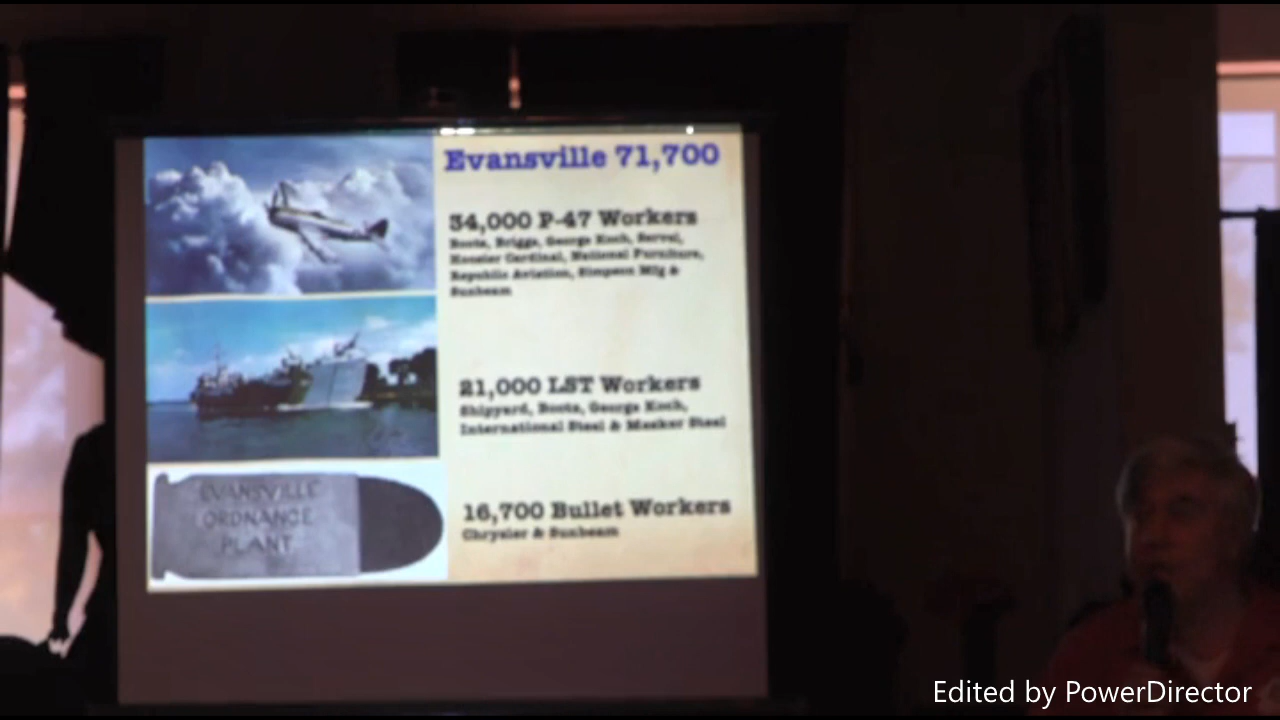 Evansville 71,700
34,000 P-47 Workers
Boots, Briggs, George Koch, Servel,
Hoosier Cardinal, National Furniture,
Republic Aviation, Simpson Mfg &
Sunbeam
21,000 LST Workers
Shipyard, Boots, George Koch,
International Steel & Mesker Steel
16,700 Bullet Workers
Chrysler & Sunbeam
EVANSVILLE
ORDNANCE
PLANT
Edited by PowerDirector